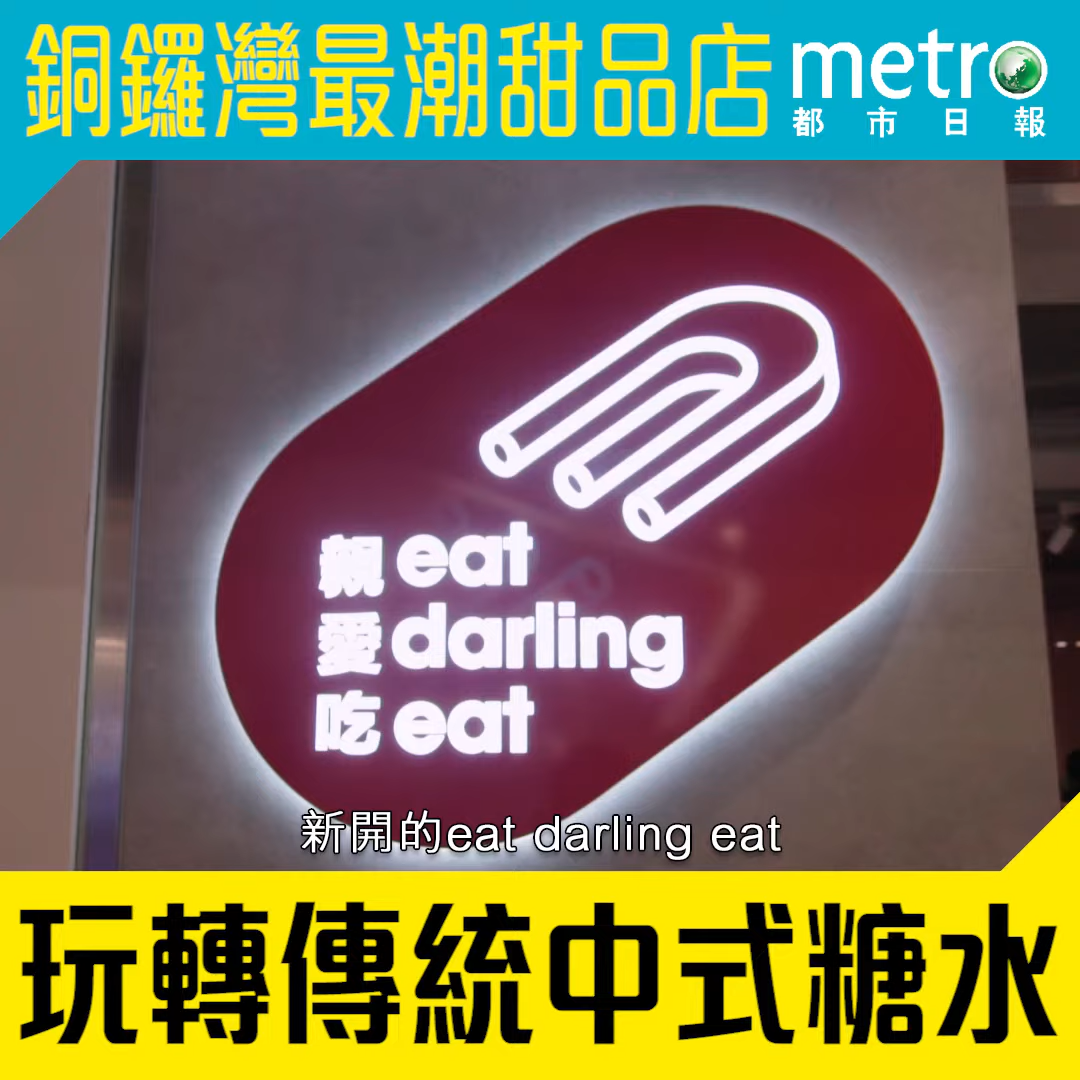 銅鑼灣最潮甜品店
metro
都市日報
親 eat
愛 darling
吃 eat
新開的eat darling eat
玩轉傳統中式糖水